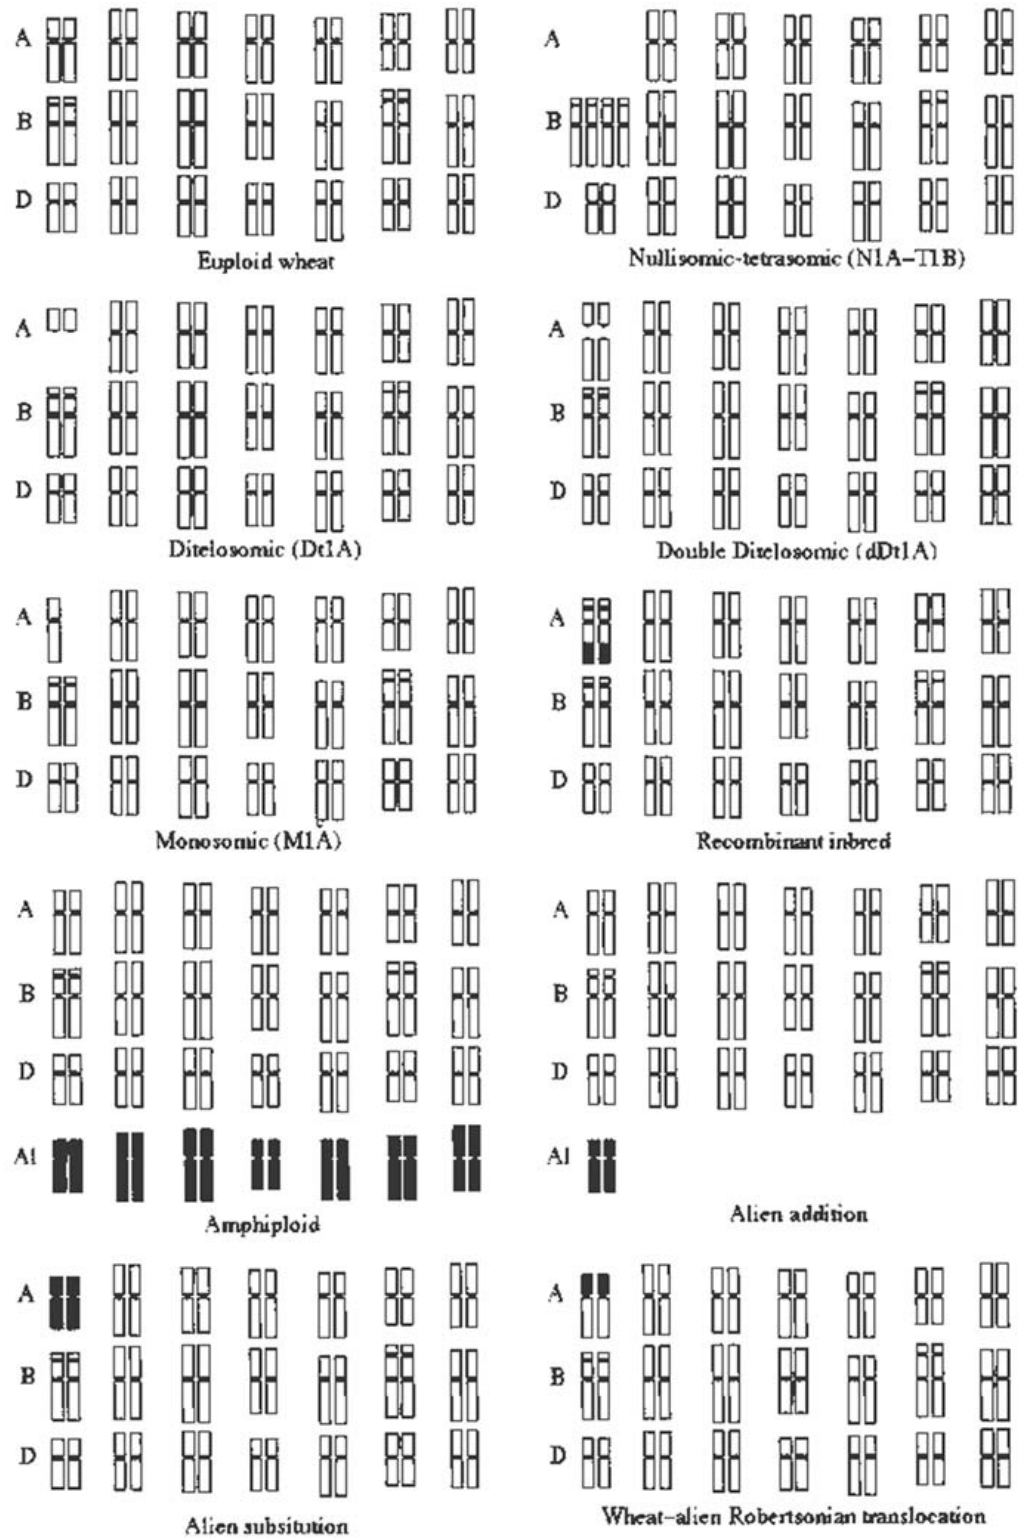 A
B
D
Euploid wheat
A
B
D
Nullisomic-tetrasomic (N1A–T1B)
A
B
D
Ditelosomic (Dt1A)
A
B
D
Double Ditelosomic (dDt1A)
A
B
D
Monosomic (M1A)
A
B
D
Recombinant inbred
A
B
D
Al
Amphiploid
A
B
D
Al
Alien addition
A
B
D
Alien subsitution
A
B
D
Wheat–alien Robertsonian translocation